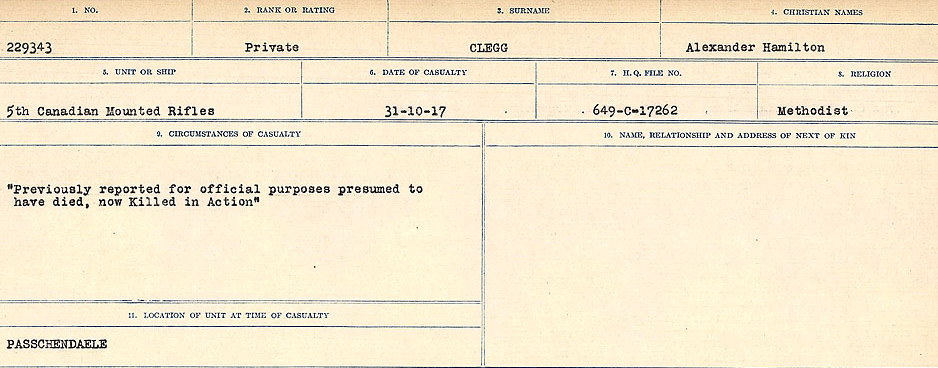 1. NO.
2. RANK OR RATING
3. SURNAME
4. CHRISTIAN NAMES
229343
Private
CLEGG
Alexander Hamilton
5. UNIT OR SHIP
6. DATE OF CASUALTY
7. H.Q. FILE NO.
8. RELIGION
5th Canadian Mounted Rifles
31-10-17
649-C-17262
Methodist
9. CIRCUMSTANCES OF CASUALTY
10. NAME, RELATIONSHIP AND ADDRESS OF NEXT OF KIN
"Previously reported for official purposes presumed to
have died, now Killed in Action"
11. LOCATION OF UNIT AT TIME OF CASUALTY
PASSCHENDAELE